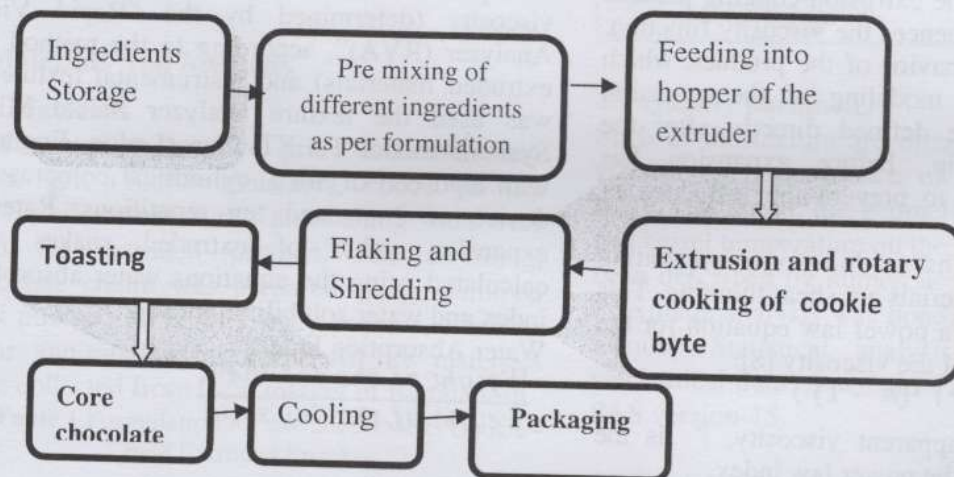 Ingredients
Storage
Pre mixing of
different ingredients
as per formulation
Feeding into
hopper of the
extruder
Extrusion and rotary
cooking of cookie
byte
Flaking and
Shredding
Toasting
Core
chocolate
Cooling
Packaging